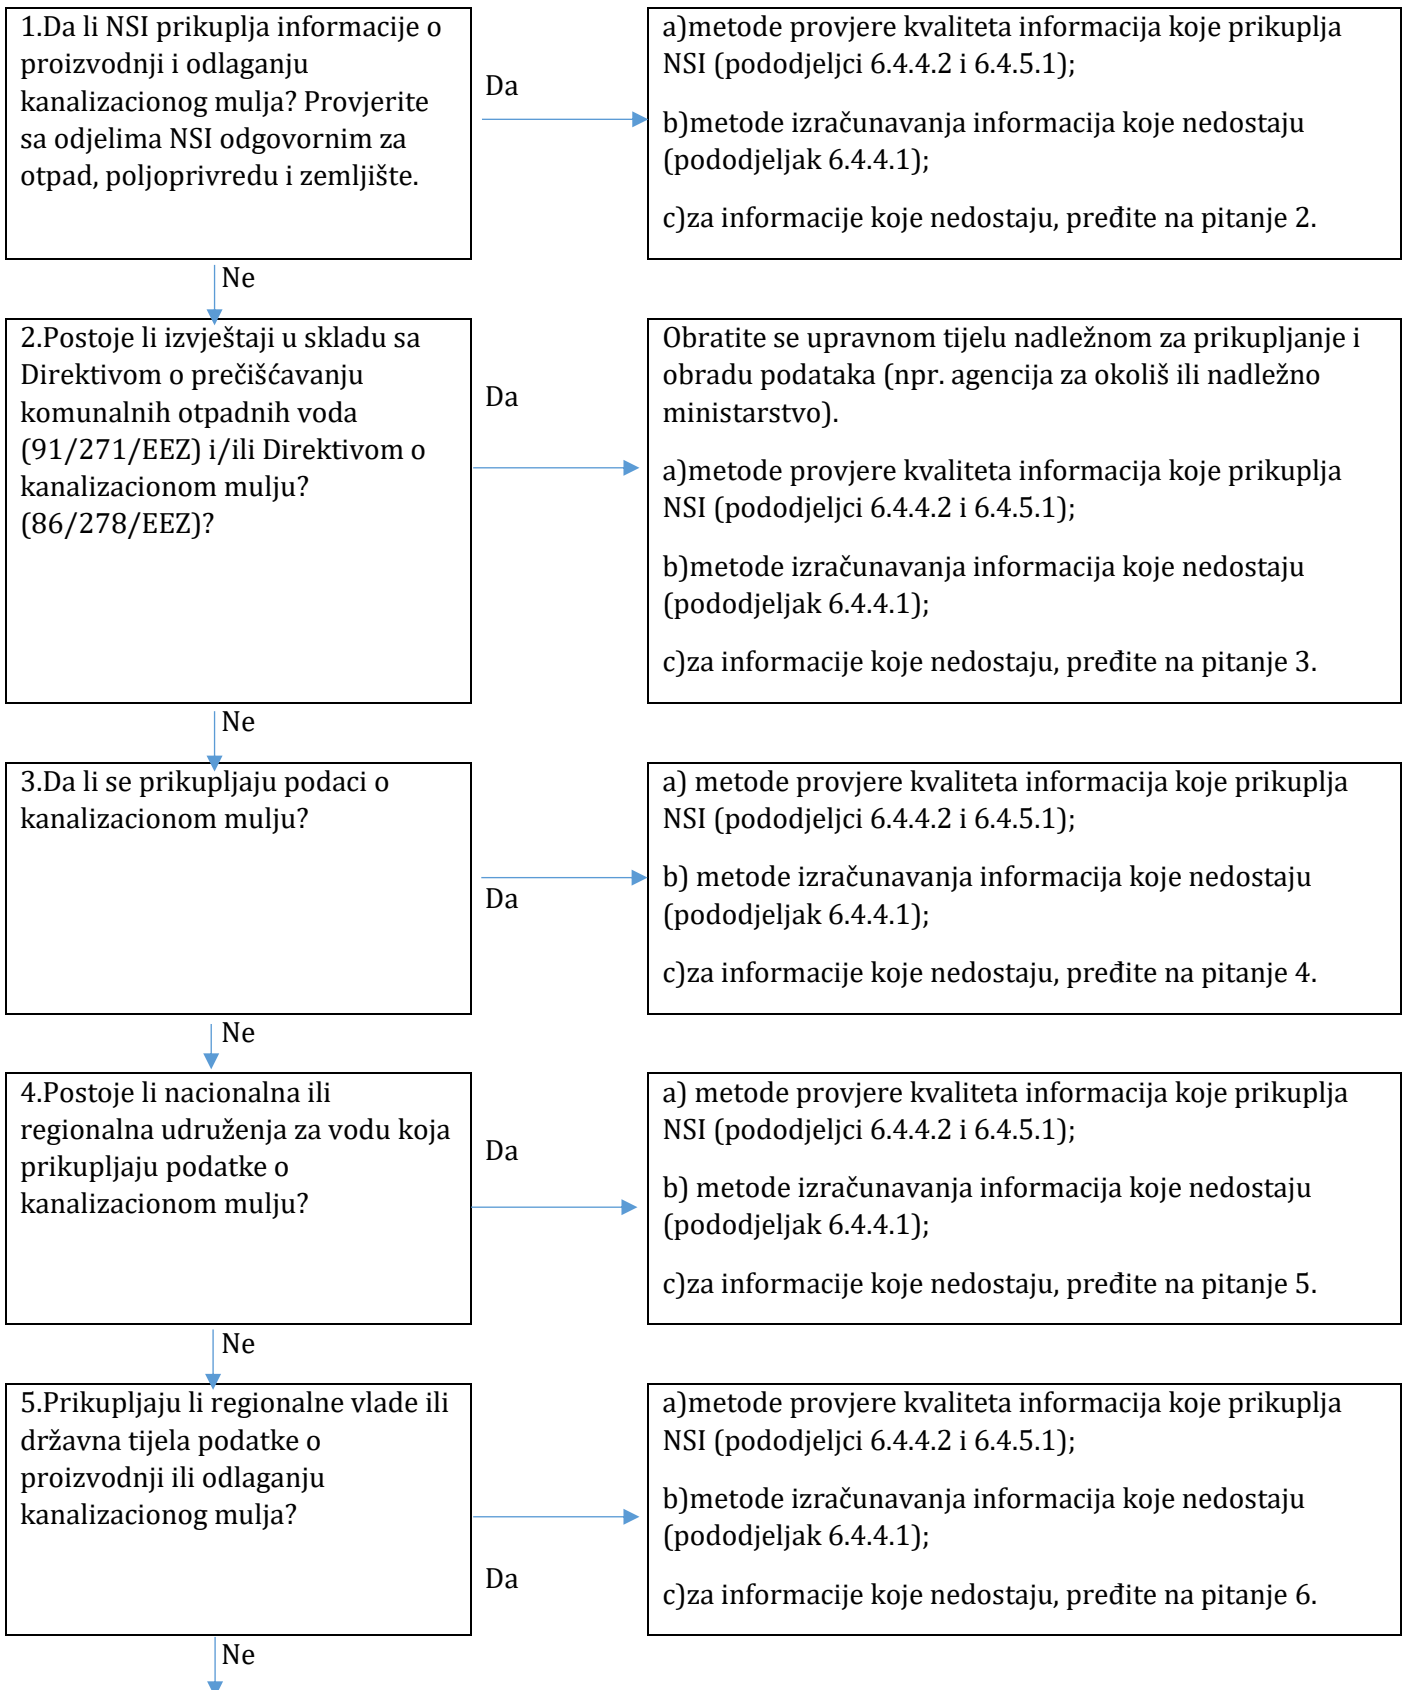 1.Da li NSI prikuplja informacije o
proizvodnji i odlaganju
kanalizacionog mulja? Provjerite
sa odjelima NSI odgovornim za
otpad, poljoprivredu i zemljište.
Da
a)metode provjere kvaliteta informacija koje prikuplja
NSI (pododjeljci 6.4.4.2 i 6.4.5.1);
b)metode izračunavanja informacija koje nedostaju
(pododjeljak 6.4.4.1);
c)za informacije koje nedostaju, pređite na pitanje 2.
Ne
2.Postoje li izvještaji u skladu sa
Direktivom o prečišćavanju
komunalnih otpadnih voda
(91/271/EEZ) i/ili Direktivom o
kanalizacionom mulju?
(86/278/EEZ)?
Da
Obratite se upravnom tijelu nadležnom za prikupljanje i
obradu podataka (npr. agencija za okoliš ili nadležno
ministarstvo).
a)metode provjere kvaliteta informacija koje prikuplja
NSI (pododjeljci 6.4.4.2 i 6.4.5.1);
b)metode izračunavanja informacija koje nedostaju
(pododjeljak 6.4.4.1);
c)za informacije koje nedostaju, pređite na pitanje 3.
Ne
3.Da li se prikupljaju podaci o
kanalizacionom mulju?
Da
a) metode provjere kvaliteta informacija koje prikuplja
NSI (pododjeljci 6.4.4.2 i 6.4.5.1);
b) metode izračunavanja informacija koje nedostaju
(pododjeljak 6.4.4.1);
c)za informacije koje nedostaju, pređite na pitanje 4.
Ne
4.Postoje li nacionalna ili
regionalna udruženja za vodu koja
prikupljaju podatke o
kanalizacionom mulju?
Da
a) metode provjere kvaliteta informacija koje prikuplja
NSI (pododjeljci 6.4.4.2 i 6.4.5.1);
b) metode izračunavanja informacija koje nedostaju
(pododjeljak 6.4.4.1);
c)za informacije koje nedostaju, pređite na pitanje 5.
Ne
5.Prikupljaju li regionalne vlade ili
državna tijela podatke o
proizvodnji ili odlaganju
kanalizacionog mulja?
Da
a)metode provjere kvaliteta informacija koje prikuplja
NSI (pododjeljci 6.4.4.2 i 6.4.5.1);
b)metode izračunavanja informacija koje nedostaju
(pododjeljak 6.4.4.1);
c)za informacije koje nedostaju, pređite na pitanje 6.
Ne